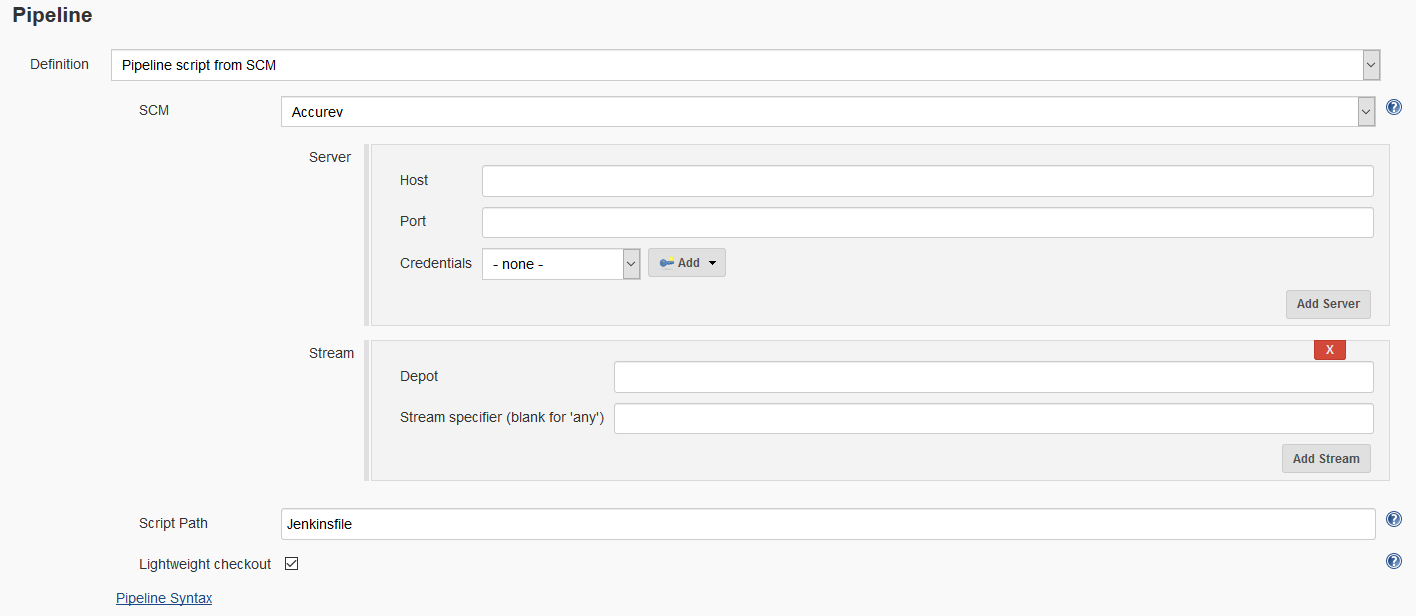 Pipeline
Definition Pipeline script from SCM
SCM Accurev
Server
Host
Port
Credentials - none - Add
Add Server
Stream
X
Depot
Stream specifier (blank for 'any')
Add Stream
Script Path Jenkinsfile
Lightweight checkout
Pipeline Syntax